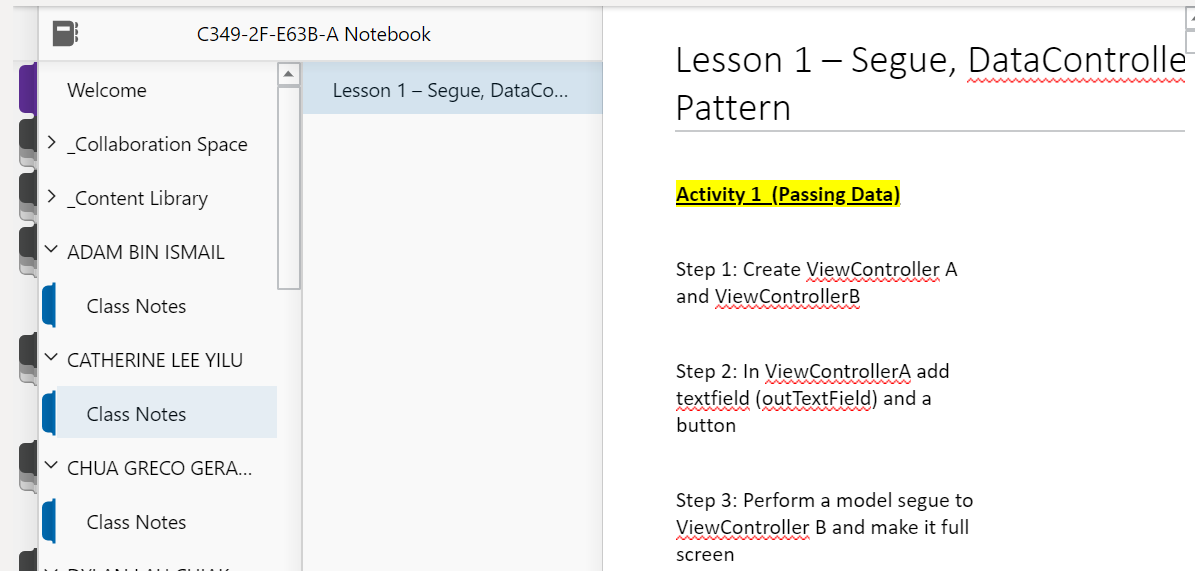 C349-2F-E63B-A Notebook
Welcome
_Collaboration Space
_Content Library
ADAM BIN ISMAIL
Class Notes
CATHERINE LEE YILU
Class Notes
CHUA GRECO GERA...
Class Notes
Lesson 1 – Segue, DataCo...
Lesson 1 – Segue, DataControlle
Pattern
Activity 1  (Passing Data)
Step 1: Create ViewController A
and ViewControllerB
Step 2: In ViewControllerA add
textfield (outTextField) and a
button
Step 3: Perform a model segue to
ViewController B and make it full
screen